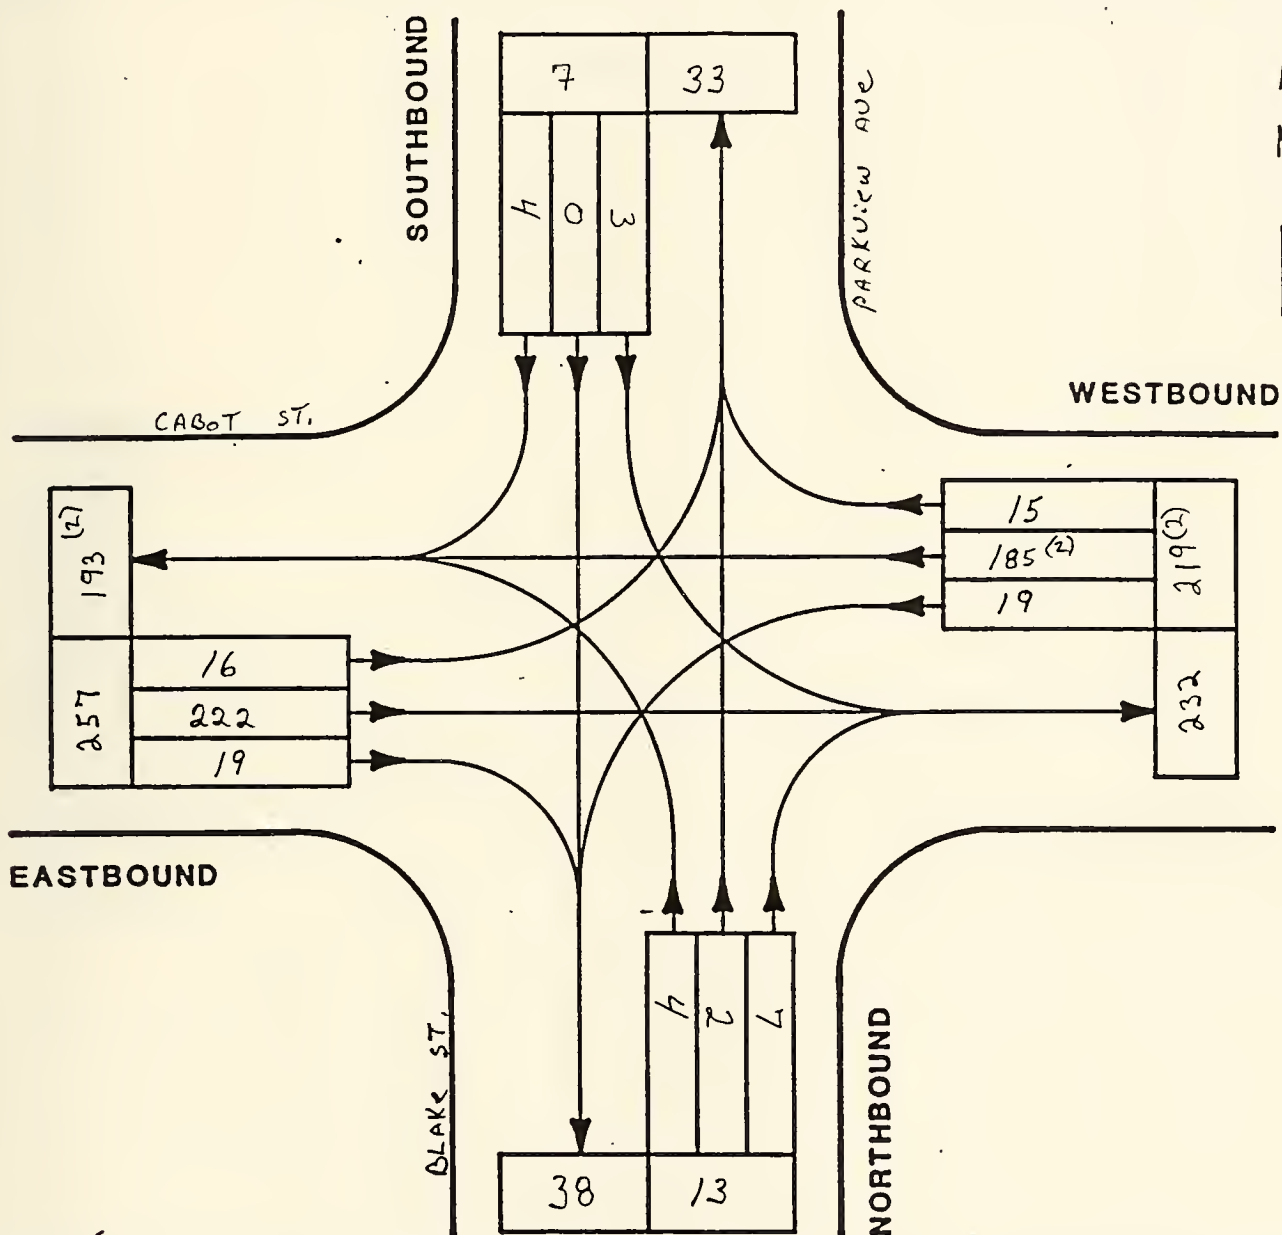 SOUTHBOUND
7
33
4
0
3
PARKVIEW AVE
WESTBOUND
CABOT ST.
193 (2)
15
185 (2)
19
219 (2)
257
16
222
19
232
EASTBOUND
4
2
7
BLAKE ST.
NORTHBOUND
38
13